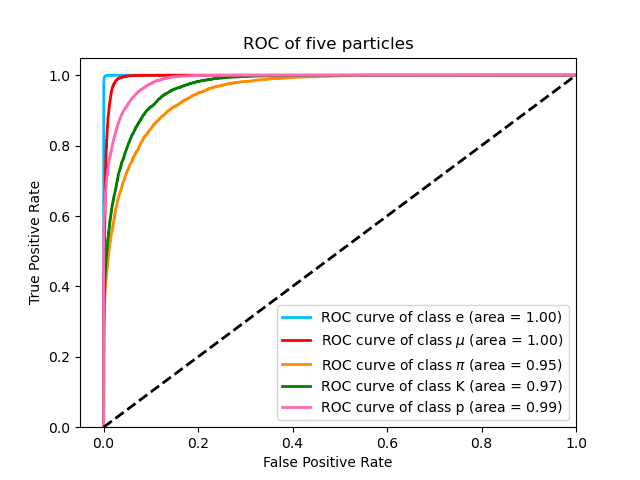 ROC of five particles
True Positive Rate
1.0
0.8
0.6
0.4
0.2
0.0
ROC curve of class e (area = 1.00)
ROC curve of class μ (area = 1.00)
ROC curve of class π (area = 0.95)
ROC curve of class K (area = 0.97)
ROC curve of class p (area = 0.99)
0.0 0.2 0.4 0.6 0.8 1.0
False Positive Rate